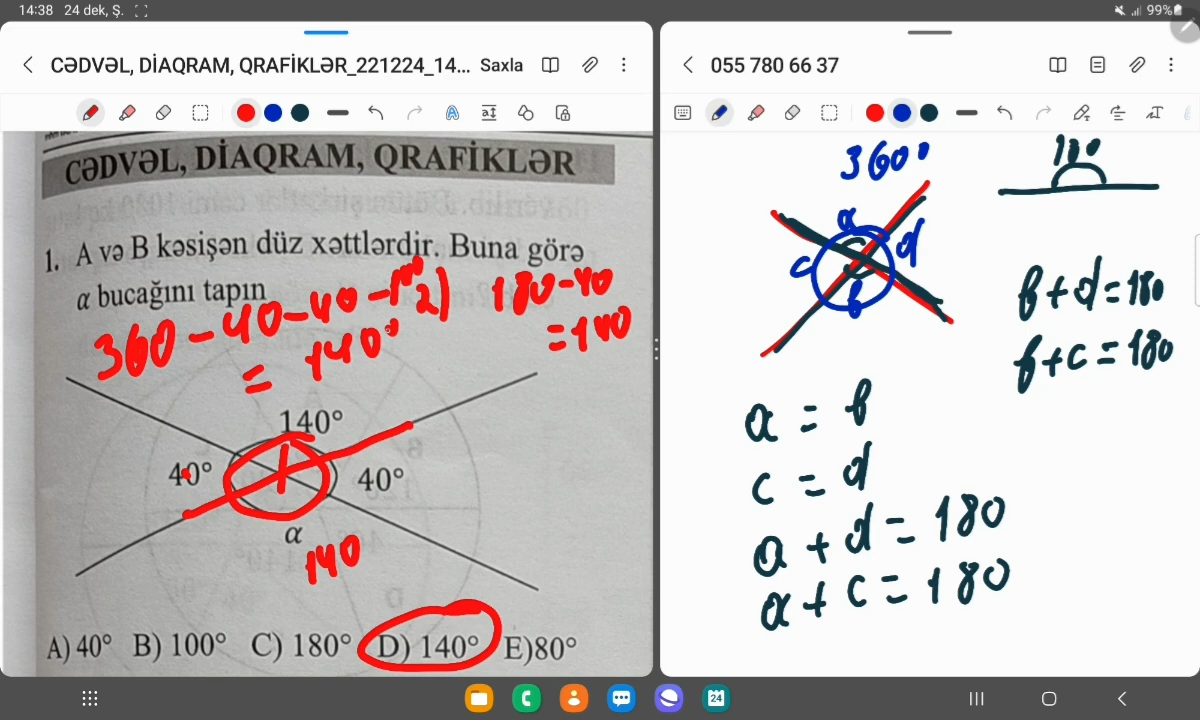 14:38 24 dek, Ş.
99%
CƏDVƏL, DİAQRAM, QRAFİKLƏR_221224_14... Saxla
CƏDVƏL, DİAQRAM, QRAFİKLƏR
1. A və B kəsişən düz xəttlərdir. Buna görə
α bucağını tapın
360-40-40-
180-40
=140
= 140°
140°
40°
40°
α
140
A) 40° B) 100° C) 180° D) 140° E)80°
055 780 66 37
360°
180
a
d
c
b
b+d=180
b+c=180
a=b
c=d
a+d=180
a+c=180
24